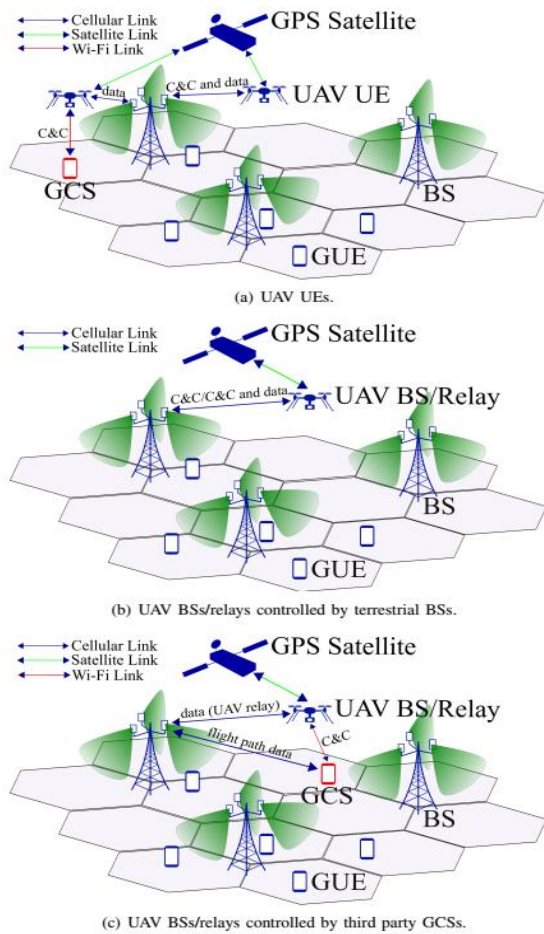 Cellular Link
Satellite Link
Wi-Fi Link
GPS Satellite
data
C&C and data
UAV UE
C&C
GCS
BS
GUE
(a) UAV UEs.
Cellular Link
Satellite Link
GPS Satellite
C&C/C&C and data
UAV BS/Relay
BS
GUE
(b) UAV BSs/relays controlled by terrestrial BSs.
Cellular Link
Satellite Link
Wi-Fi Link
GPS Satellite
data (UAV relay)
UAV BS/Relay
flight path data
C&C
GCS
BS
GUE
(c) UAV BSs/relays controlled by third party GCSs.